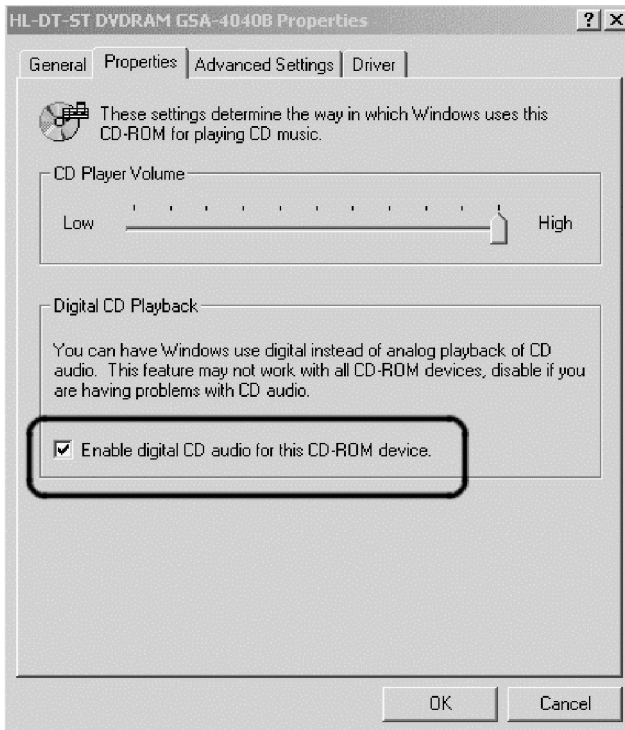 HL-DT-ST DVDRAM GSA-4040B Properties
General Properties Advanced Settings Driver
These settings determine the way in which Windows uses this
CD-ROM for playing CD music.
CD Player Volume
Low High
Digital CD Playback
You can have Windows use digital instead of analog playback of CD
audio. This feature may not work with all CD-ROM devices, disable if you
are having problems with CD audio.
Enable digital CD audio for this CD-ROM device.
OK Cancel